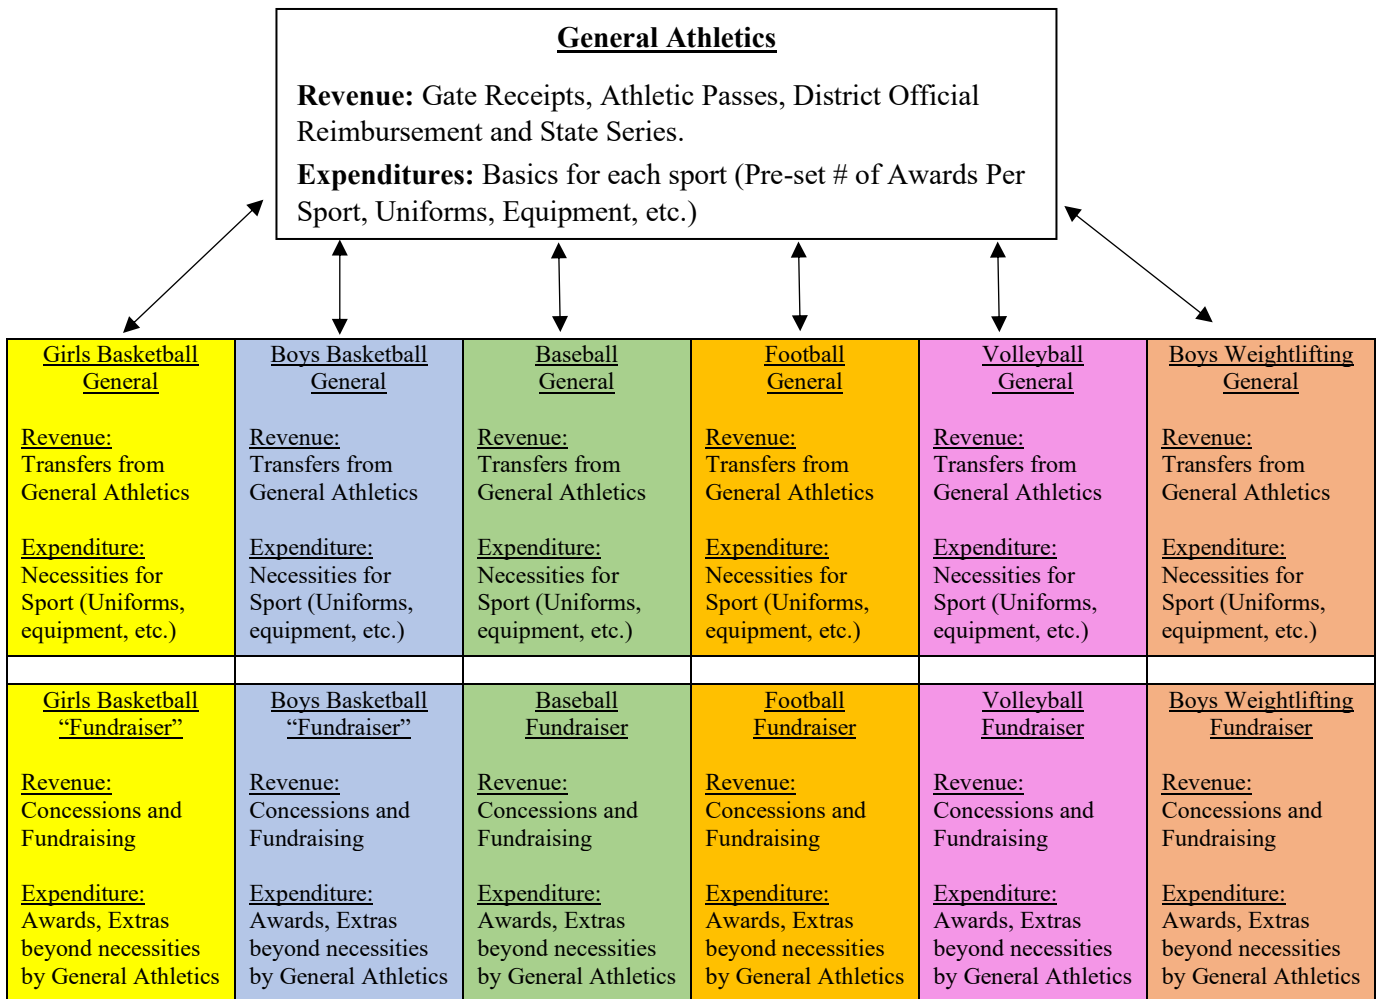 General Athletics
Revenue: Gate Receipts, Athletic Passes, District Official
Reimbursement and State Series.
Expenditures: Basics for each sport (Pre-set # of Awards Per
Sport, Uniforms, Equipment, etc.)
Girls Basketball
General
Revenue:
Transfers from
General Athletics
Expenditure:
Necessities for
Sport (Uniforms,
equipment, etc.)
Boys Basketball
General
Revenue:
Transfers from
General Athletics
Expenditure:
Necessities for
Sport (Uniforms,
equipment, etc.)
Baseball
General
Revenue:
Transfers from
General Athletics
Expenditure:
Necessities for
Sport (Uniforms,
equipment, etc.)
Football
General
Revenue:
Transfers from
General Athletics
Expenditure:
Necessities for
Sport (Uniforms,
equipment, etc.)
Volleyball
General
Revenue:
Transfers from
General Athletics
Expenditure:
Necessities for
Sport (Uniforms,
equipment, etc.)
Boys Weightlifting
General
Revenue:
Transfers from
General Athletics
Expenditure:
Necessities for
Sport (Uniforms,
equipment, etc.)
Girls Basketball
“Fundraiser”
Revenue:
Concessions and
Fundraising
Expenditure:
Awards, Extras
beyond necessities
by General Athletics
Boys Basketball
“Fundraiser”
Revenue:
Concessions and
Fundraising
Expenditure:
Awards, Extras
beyond necessities
by General Athletics
Baseball
Fundraiser
Revenue:
Concessions and
Fundraising
Expenditure:
Awards, Extras
beyond necessities
by General Athletics
Football
Fundraiser
Revenue:
Concessions and
Fundraising
Expenditure:
Awards, Extras
beyond necessities
by General Athletics
Volleyball
Fundraiser
Revenue:
Concessions and
Fundraising
Expenditure:
Awards, Extras
beyond necessities
by General Athletics
Boys Weightlifting
Fundraiser
Revenue:
Concessions and
Fundraising
Expenditure:
Awards, Extras
beyond necessities
by General Athletics